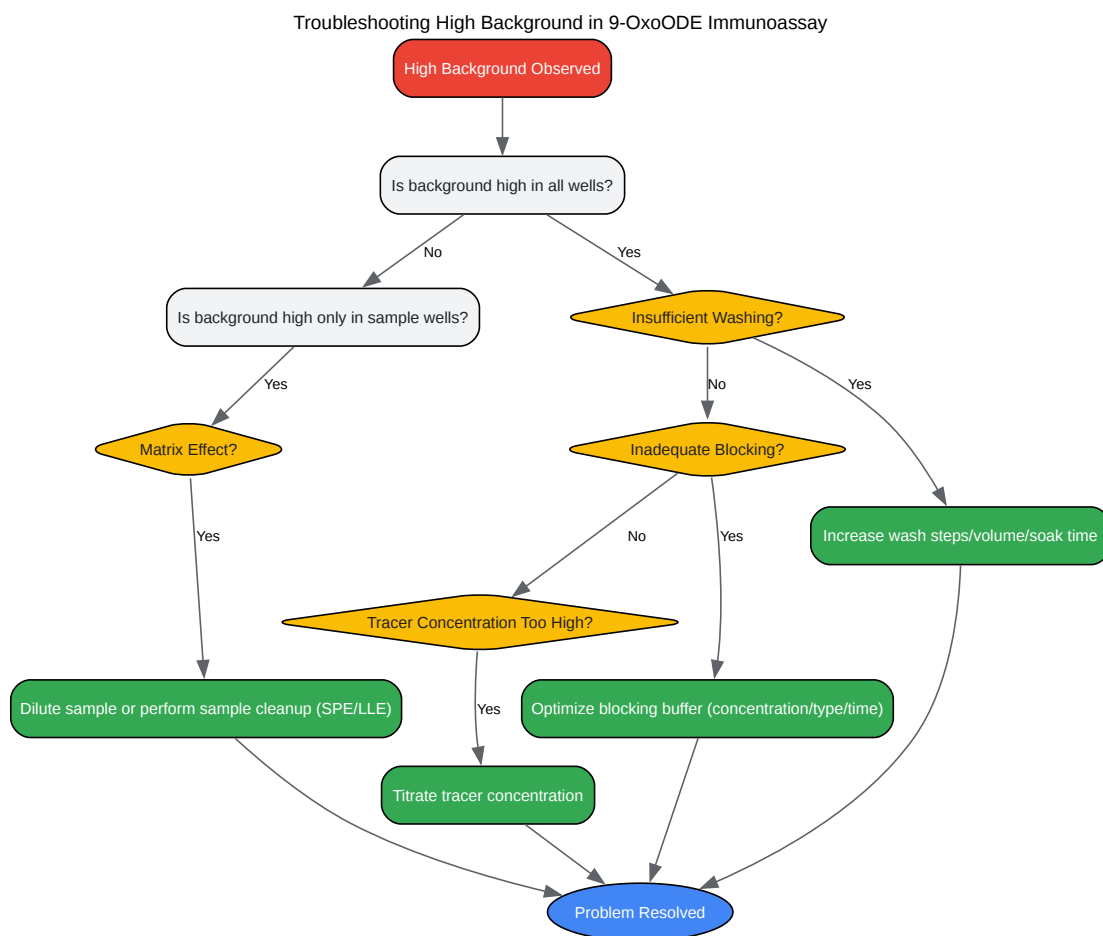 Troubleshooting High Background in 9-OxoODE Immunoassay
High Background Observed
Is background high in all wells?
No
Yes
Is background high only in sample wells?
Insufficient Washing?
Yes
No
Yes
Matrix Effect?
Inadequate Blocking?
Yes
No
Yes
Increase wash steps/volume/soak time
Tracer Concentration Too High?
Dilute sample or perform sample cleanup (SPE/LLE)
Yes
Optimize blocking buffer (concentration/type/time)
Titrate tracer concentration
Problem Resolved